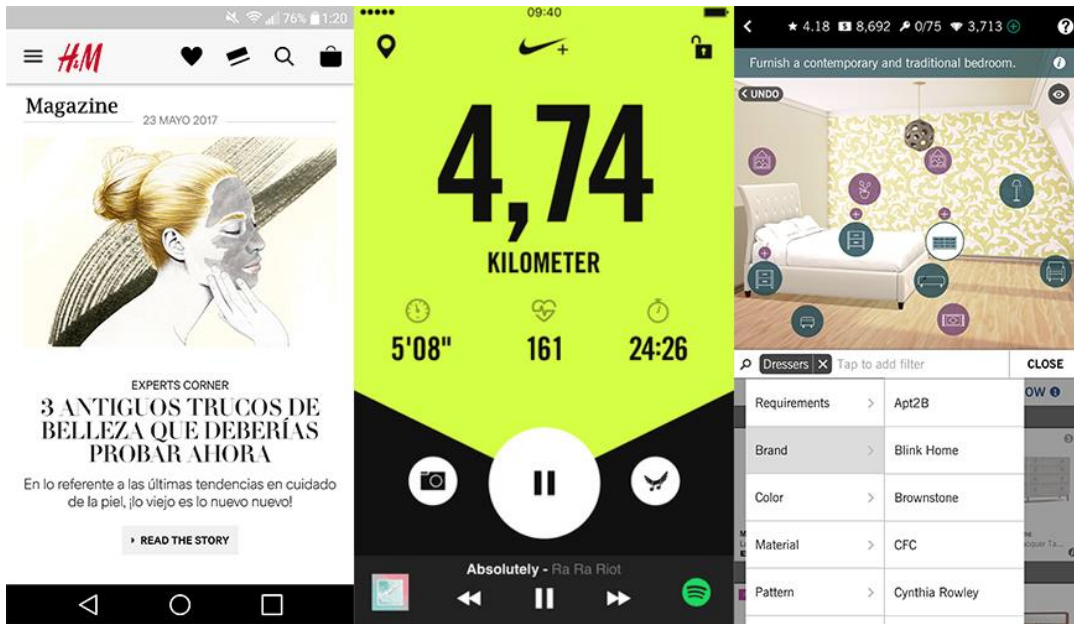 76% 1:20
H&M
Magazine
23 MAYO 2017
EXPERTS CORNER
3 ANTIGUOS TRUCOS DE
BELLEZA QUE DEBERÍAS
PROBAR AHORA
En lo referente a las últimas tendencias en cuidado
de la piel, ¡lo viejo es lo nuevo nuevo!
READ THE STORY
09:40
+
4,74
KILOMETER
5'08" 161 24:26
Absolutely - Ra Ra Riot
4.18 8,692 0/75 3,713 ?
Furnish a contemporary and traditional bedroom.
< UNDO
Dressers X Tap to add filter CLOSE
OW
Requirements > Apt2B
Brand > Blink Home
Color > Brownstone
Material > CFC
Pattern > Cynthia Rowley